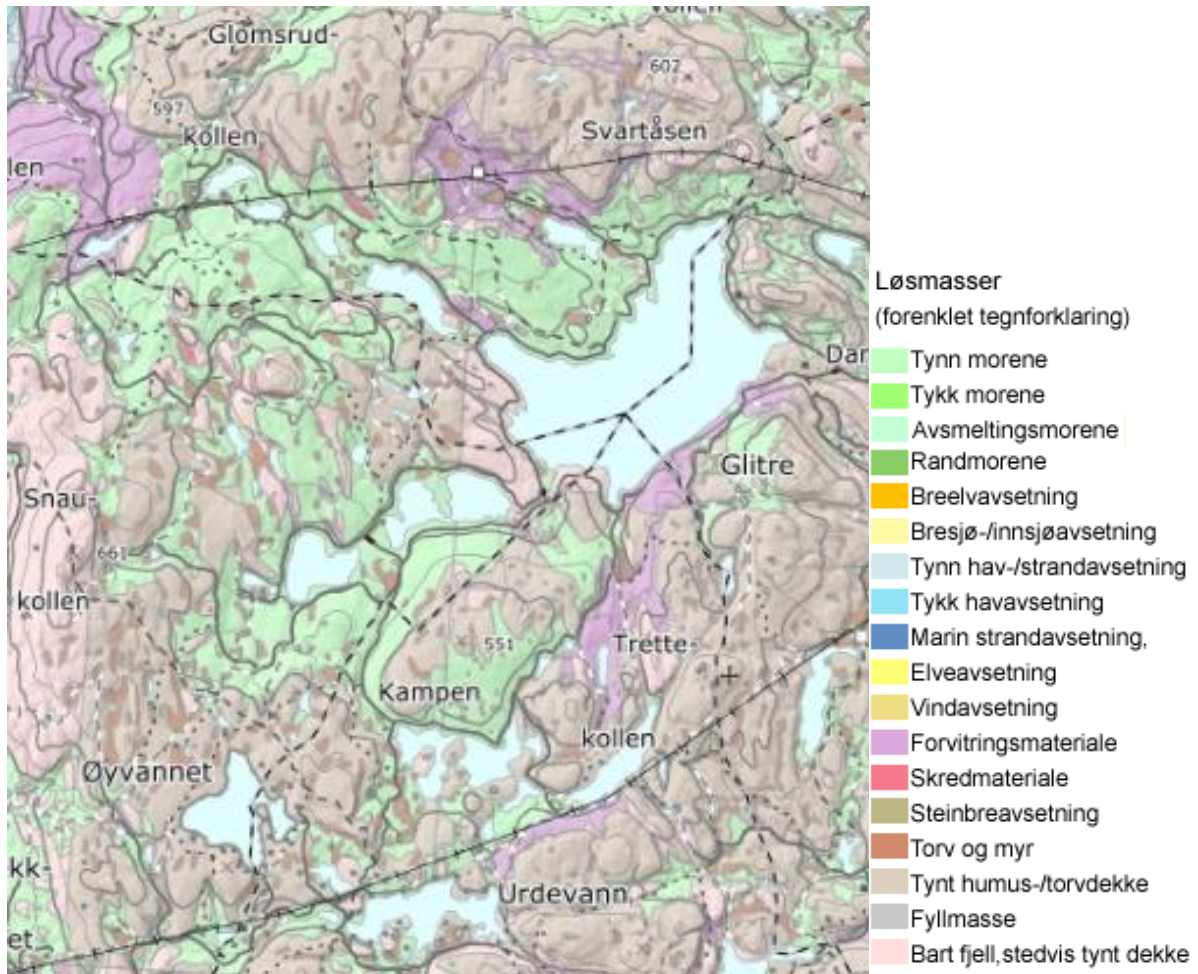 vollen
Glomsrud-
602
597
kollen
Svartåsen
len
Dar
Glitre
Snau-
661
kollen
551
Trette-
Kampen
kollen
Øyvannet
kk-
Urdevann
et
Løsmasser
(forenklet tegnforklaring)
Tynn morene
Tykk morene
Avsmeltingsmorene
Randmorene
Breelvavsetning
Bresjø-/innsjøavsetning
Tynn hav-/strandavsetning
Tykk havavsetning
Marin strandavsetning,
Elveavsetning
Vindavsetning
Forvitringsmateriale
Skredmateriale
Steinbreavsetning
Torv og myr
Tynt humus-/torvdekke
Fyllmasse
Bart fjell,stedvis tynt dekke